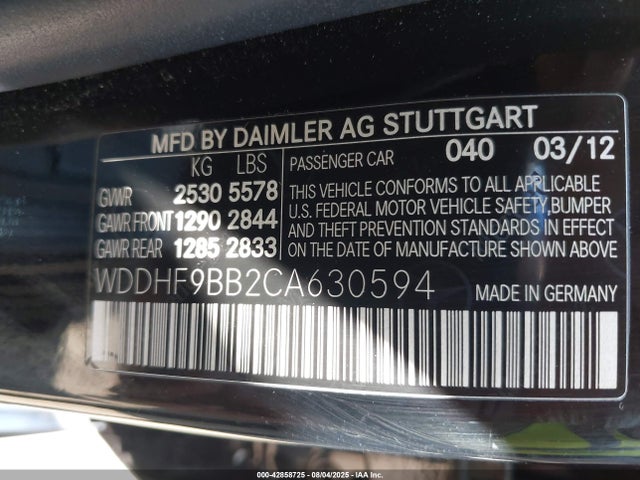 MFD BY DAIMLER AG STUTTGART
KG LBS
GVWR 2530 5578
GAWR FRONT 1290 2844
GAWR REAR 1285 2833
PASSENGER CAR 040 03/12
THIS VEHICLE CONFORMS TO ALL APPLICABLE
U.S. FEDERAL MOTOR VEHICLE SAFETY, BUMPER
AND THEFT PREVENTION STANDARDS IN EFFECT
ON THE DATE OF MANUFACTURE SHOWN ABOVE
WDDHF9BB2CA630594 MADE IN GERMANY
000-42858725 - 08/04/2025 - IAA Inc.